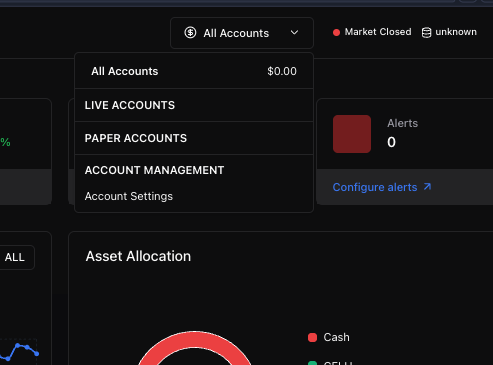 All Accounts
Market Closed
unknown
All Accounts $0.00
LIVE ACCOUNTS
PAPER ACCOUNTS
ACCOUNT MANAGEMENT
Account Settings
%
Alerts
0
Configure alerts
ALL
Asset Allocation
Cash